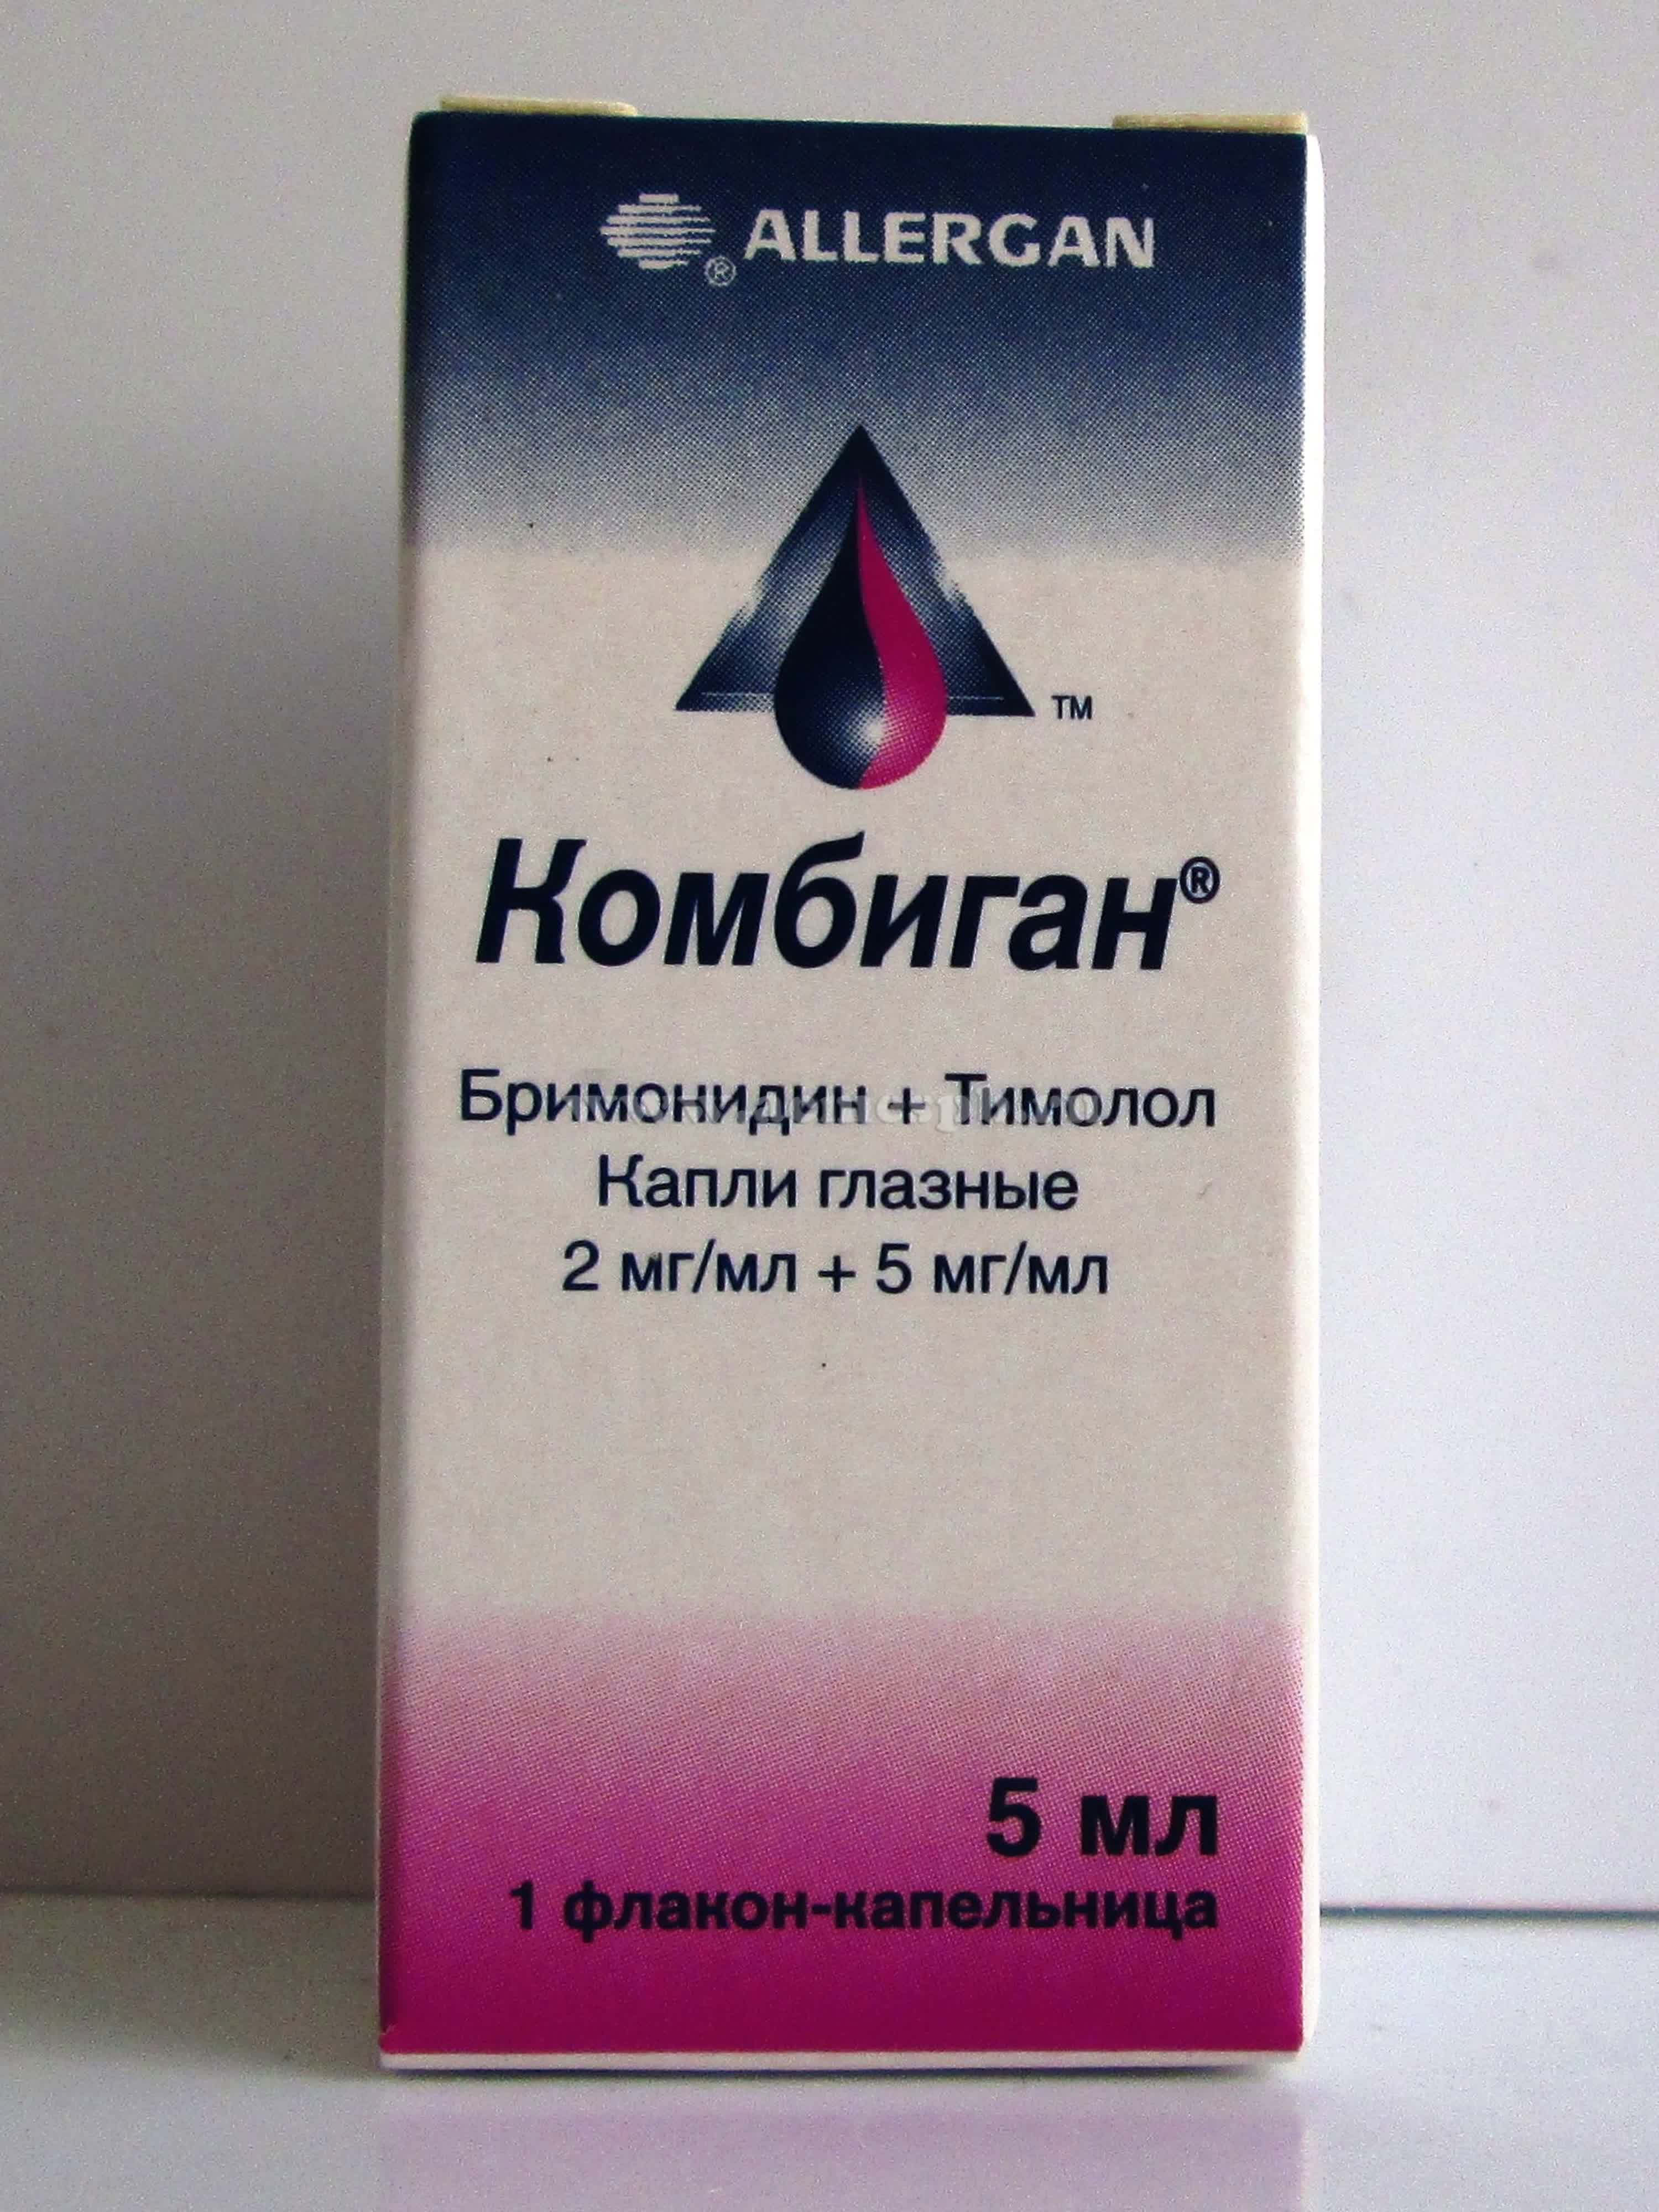 ® ALLERGAN
TM
Комбиган®
Бримонидин + Тимолол
Капли глазные
2 мг/мл + 5 мг/мл
5 мл
1 флакон-капельница